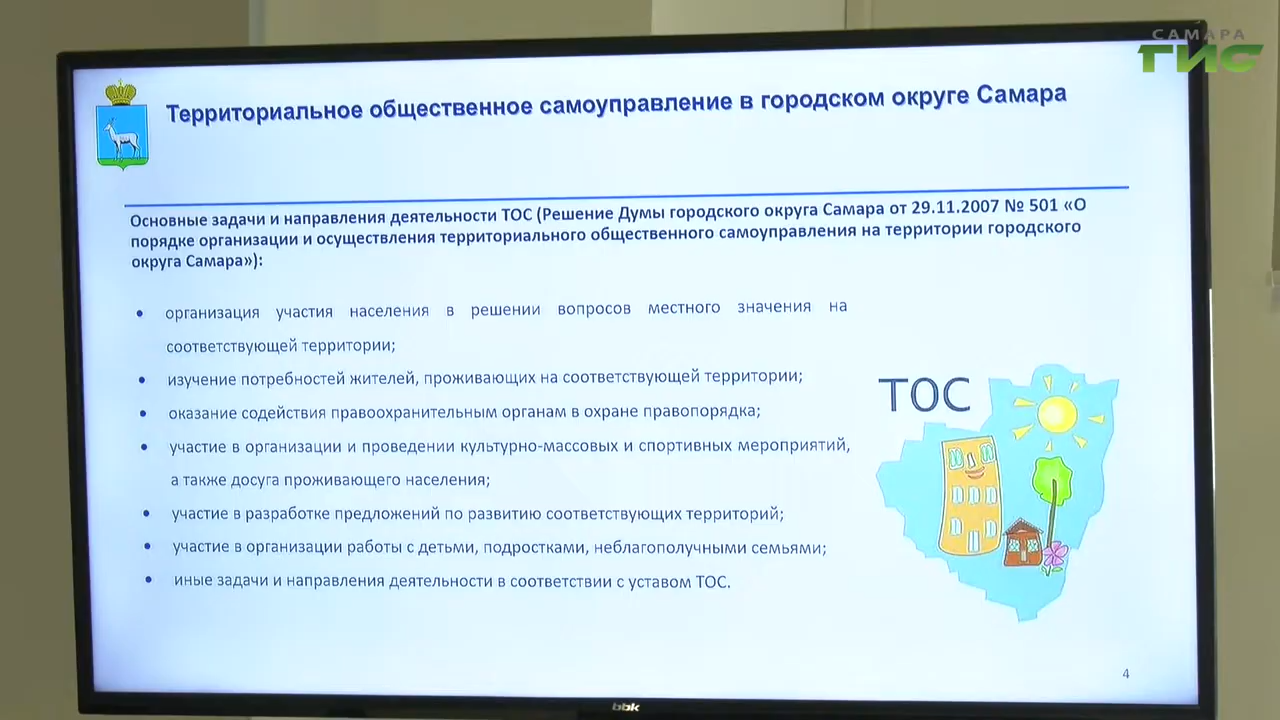 САМАРА
ГИС
Территориальное общественное самоуправление в городском округе Самара
Основные задачи и направления деятельности ТОС (Решение Думы городского округа Самара от 29.11.2007 № 501 «О
порядке организации и осуществления территориального общественного самоуправления на территории городского
округа Самара»):
• организация участия населения в решении вопросов местного значения на
соответствующей территории;
• изучение потребностей жителей, проживающих на соответствующей территории;
• оказание содействия правоохранительным органам в охране правопорядка;
• участие в организации и проведении культурно-массовых и спортивных мероприятий,
а также досуга проживающего населения;
• участие в разработке предложений по развитию соответствующих территорий;
• участие в организации работы с детьми, подростками, неблагополучными семьями;
• иные задачи и направления деятельности в соответствии с уставом ТОС.
ТОС
4
bbk